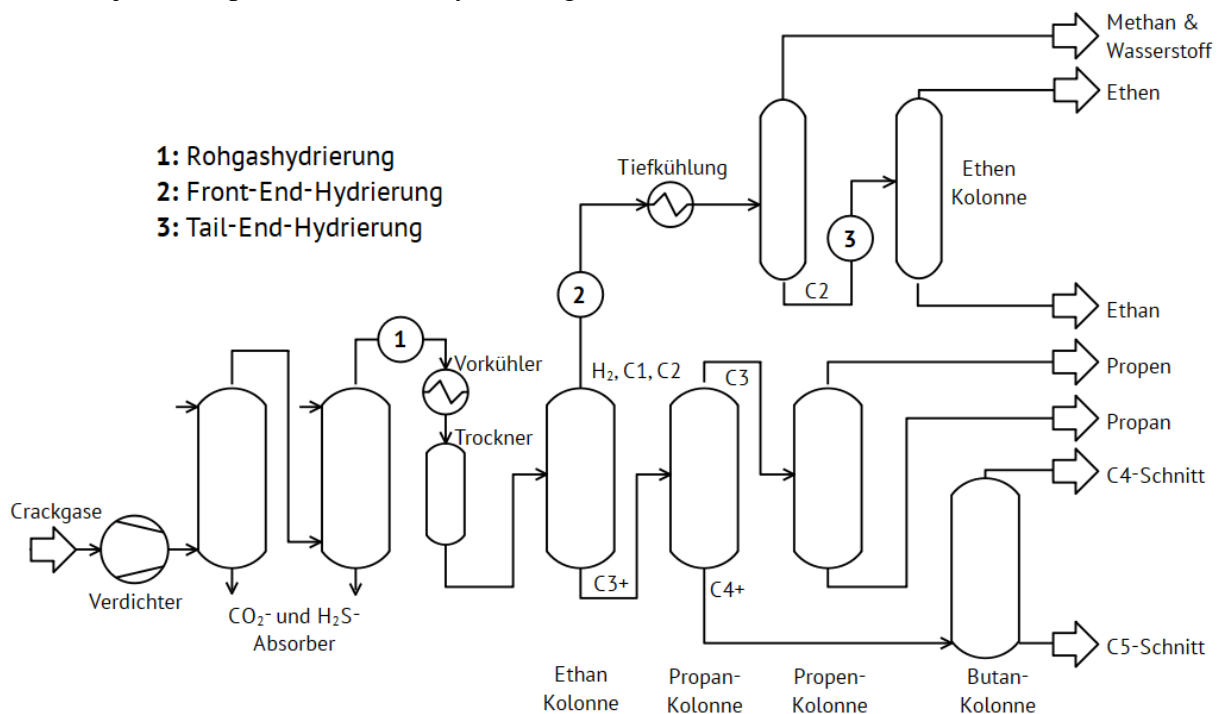 Methan &
Wasserstoff
Ethen
1: Rohgashydrierung
2: Front-End-Hydrierung
3: Tail-End-Hydrierung
Tiefkühlung
Ethen
Kolonne
3
C2
2
Ethan
1
Vorkühler
H₂, C1, C2
C3
Propen
Trockner
Propan
C4-Schnitt
Crackgase
C3+
C4+
Verdichter
CO₂- und H₂S-
Absorber
C5-Schnitt
Ethan
Kolonne
Propan-
Kolonne
Propen-
Kolonne
Butan-
Kolonne